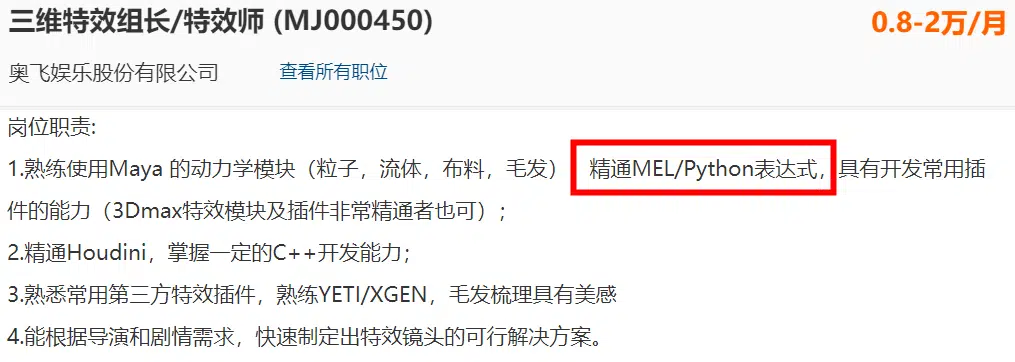 三维特效组长/特效师 (MJ000450) 0.8-2万/月
奥飞娱乐股份有限公司 查看所有职位
岗位职责:
1.熟练使用Maya 的动力学模块（粒子，流体，布料，毛发） 精通MEL/Python表达式，具有开发常用插
件的能力（3Dmax特效模块及插件非常精通者也可）；
2.精通Houdini，掌握一定的C++开发能力；
3.熟悉常用第三方特效插件，熟练YETI/XGEN，毛发梳理具有美感
4.能根据导演和剧情需求，快速制定出特效镜头的可行解决方案。